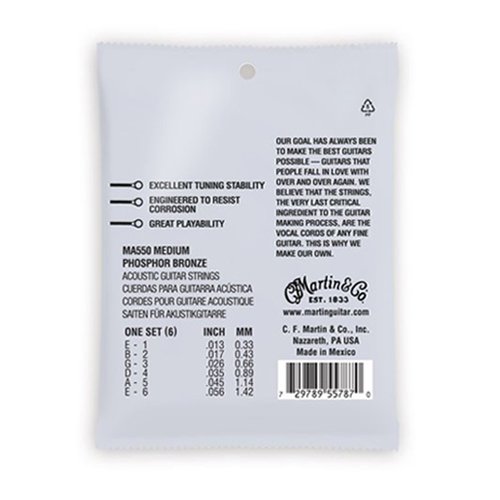 EXCELLENT TUNING STABILITY
ENGINEERED TO RESIST
CORROSION
GREAT PLAYABILITY
MA550 MEDIUM
PHOSPHOR BRONZE
ACOUSTIC GUITAR STRINGS
CUERDAS PARA GUITARRA ACÚSTICA
CORDES POUR GUITARE ACOUSTIQUE
SAITEN FÜR AKUSTIKGITARRE
ONE SET (6) INCH MM
E - 1 .013 0.33
B - 2 .017 0.43
G - 3 .026 0.66
D - 4 .035 0.89
A - 5 .045 1.14
E - 6 .056 1.42
OUR GOAL HAS ALWAYS BEEN
TO MAKE THE BEST GUITARS
POSSIBLE — GUITARS THAT
PEOPLE FALL IN LOVE WITH
OVER AND OVER AGAIN. WE
BELIEVE THAT THE STRINGS,
THE VERY LAST CRITICAL
INGREDIENT TO THE GUITAR
MAKING PROCESS, ARE THE
VOCAL CORDS OF ANY FINE
GUITAR. THIS IS WHY WE
MAKE OUR OWN.
Martin & Co
EST. 1833
www.martinguitar.com
C. F. Martin & Co., Inc.
Nazareth, PA USA
Made in Mexico
7 29789 55787 0